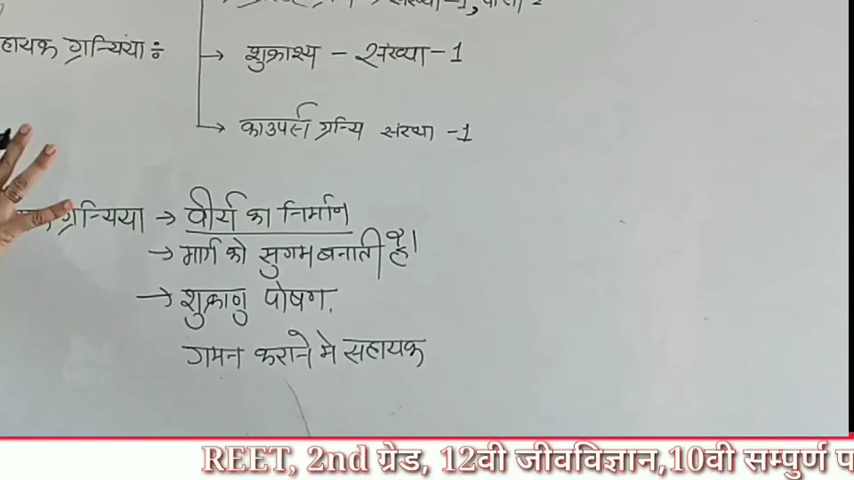 संख्या-1,
हायक ग्रन्थियां :
→ शुक्राश्य - संख्या-1
→ काउपर्स ग्रन्थि संख्या -1
ग्रन्थिया → वीर्य का निर्माण
→ मार्ग को सुगम बनाती है।
→ शुक्राणु पोषण,
गमन कराने मे सहायक
REET, 2nd ग्रेड, 12वी जीवविज्ञान,10वी सम्पुर्ण